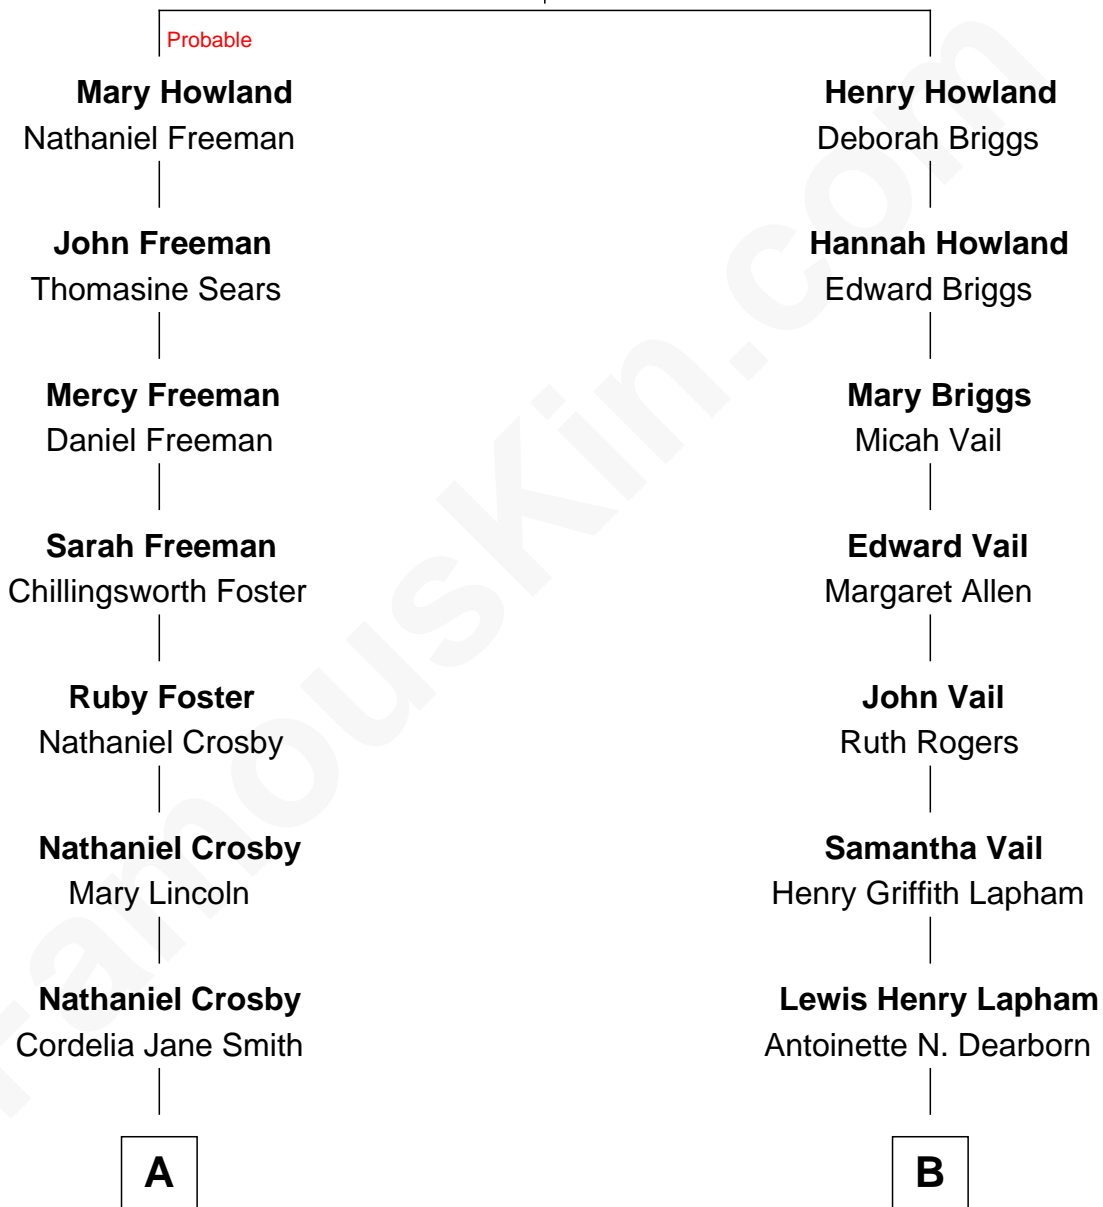 Probable
Mary Howland
Nathaniel Freeman
John Freeman
Thomasine Sears
Mercy Freeman
Daniel Freeman
Sarah Freeman
Chillingsworth Foster
Ruby Foster
Nathaniel Crosby
Nathaniel Crosby
Mary Lincoln
Nathaniel Crosby
Cordelia Jane Smith
A
Henry Howland
Deborah Briggs
Hannah Howland
Edward Briggs
Mary Briggs
Micah Vail
Edward Vail
Margaret Allen
John Vail
Ruth Rogers
Samantha Vail
Henry Griffith Lapham
Lewis Henry Lapham
Antoinette N. Dearborn
B
FamousKin.com